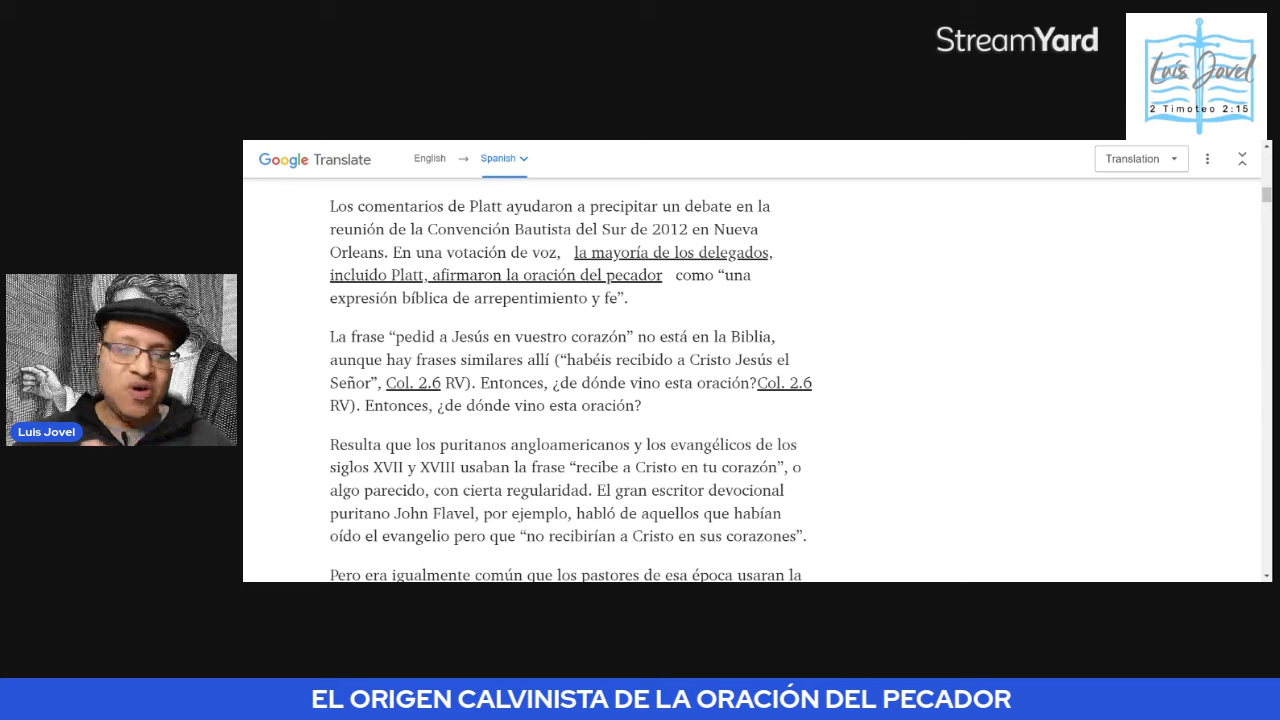 StreamYard
Luis Jovel
2 Timoteo 2:15
Google Translate
English → Spanish
Translation
Los comentarios de Platt ayudaron a precipitar un debate en la
reunión de la Convención Bautista del Sur de 2012 en Nueva
Orleans. En una votación de voz, la mayoría de los delegados,
incluido Platt, afirmaron la oración del pecador como “una
expresión bíblica de arrepentimiento y fe”.
La frase “pedid a Jesús en vuestro corazón” no está en la Biblia,
aunque hay frases similares allí (“habéis recibido a Cristo Jesús el
Señor”, Col. 2.6 RV). Entonces, ¿de dónde vino esta oración?Col. 2.6
RV). Entonces, ¿de dónde vino esta oración?
Resulta que los puritanos angloamericanos y los evangélicos de los
siglos XVII y XVIII usaban la frase “recibe a Cristo en tu corazón”, o
algo parecido, con cierta regularidad. El gran escritor devocional
puritano John Flavel, por ejemplo, habló de aquellos que habían
oído el evangelio pero que “no recibirían a Cristo en sus corazones”.
Pero era igualmente común que los pastores de esa época usaran la
Luis Jovel
EL ORIGEN CALVINISTA DE LA ORACIÓN DEL PECADOR